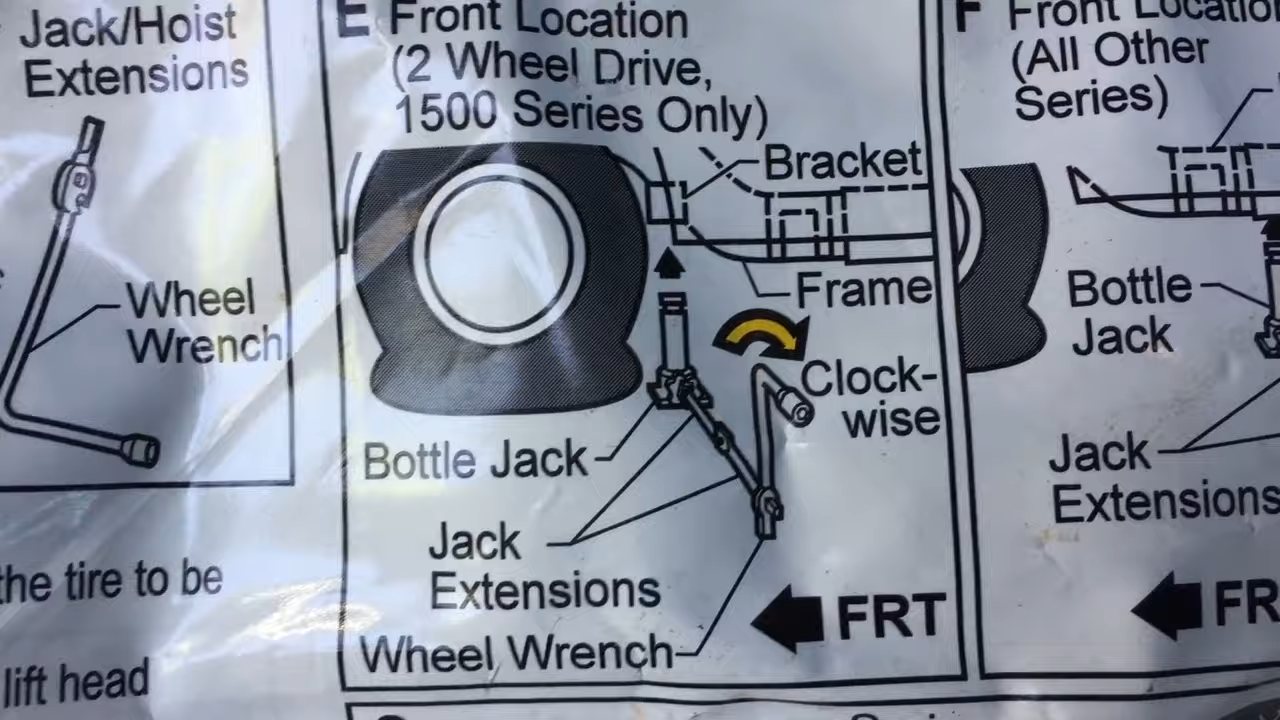 Jack/Hoist
Extensions
Wheel
Wrench
the tire to be
lift head
E Front Location
(2 Wheel Drive,
1500 Series Only)
Bracket
Frame
Clock-
wise
Bottle Jack
Jack
Extensions
Wheel Wrench
FRT
F Front Locatio
(All Other
Series)
Bottle
Jack
Jack
Extensions
FR